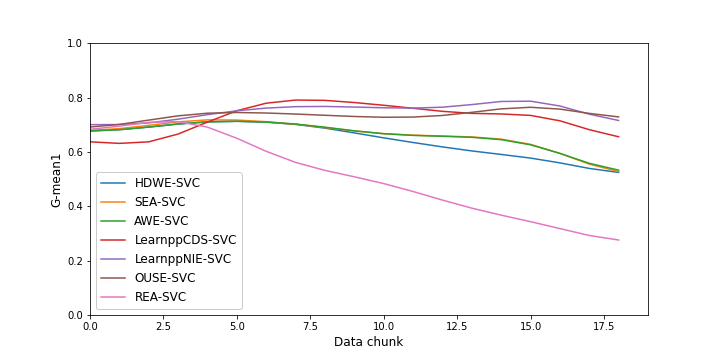 1.0
0.8
0.6
0.4
0.2
0.0
G-mean1
HDWE-SVC
SEA-SVC
AWE-SVC
LearnppCDS-SVC
LearnppNIE-SVC
OUSE-SVC
REA-SVC
0.0 2.5 5.0 7.5 10.0 12.5 15.0 17.5
Data chunk